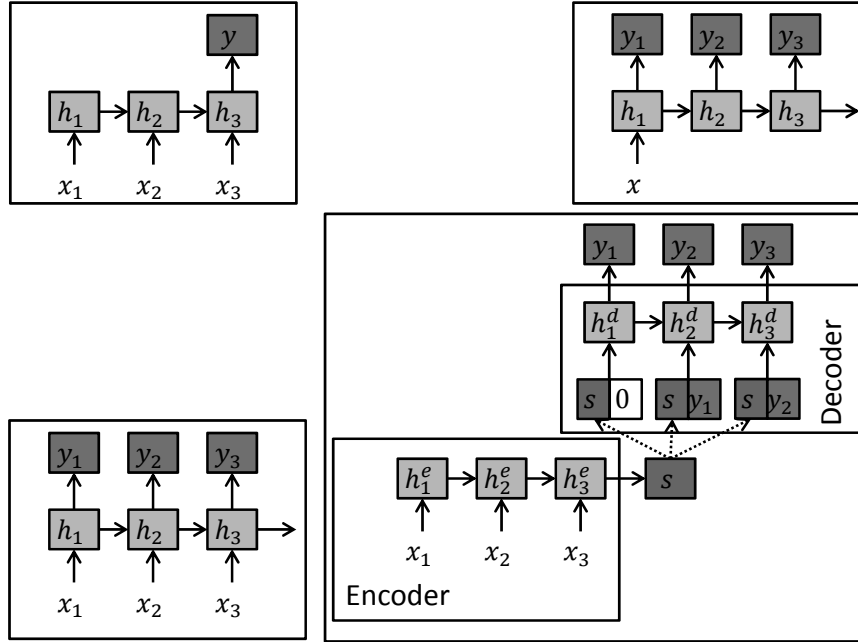 y
h₁ h₂ h₃
x₁ x₂ x₃
y₁ y₂ y₃
h₁ h₂ h₃
x
y₁ y₂ y₃
h₁ h₂ h₃
x₁ x₂ x₃
y₁ y₂ y₃
h₁ᵈ h₂ᵈ h₃ᵈ
s 0 s y₁ s y₂
Decoder
h₁ᵉ h₂ᵉ h₃ᵉ s
x₁ x₂ x₃
Encoder